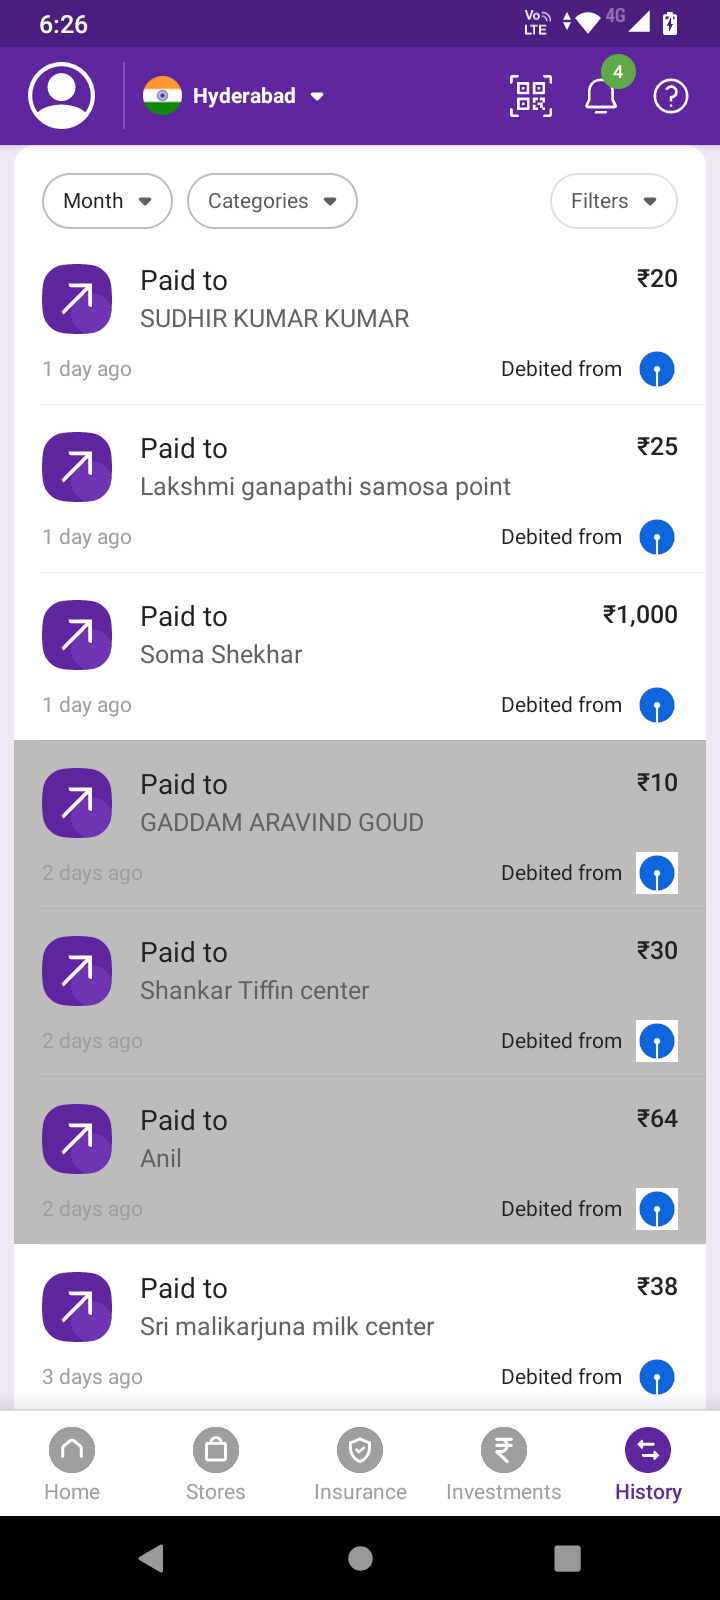 6:26
Vo
LTE
4G
Hyderabad
4
Month
Categories
Filters
Paid to
₹20
SUDHIR KUMAR KUMAR
1 day ago
Debited from
Paid to
₹25
Lakshmi ganapathi samosa point
1 day ago
Debited from
Paid to
₹1,000
Soma Shekhar
1 day ago
Debited from
Paid to
₹10
GADDAM ARAVIND GOUD
2 days ago
Debited from
Paid to
₹30
Shankar Tiffin center
2 days ago
Debited from
Paid to
₹64
Anil
2 days ago
Debited from
Paid to
₹38
Sri malikarjuna milk center
3 days ago
Debited from
Home
Stores
Insurance
Investments
History